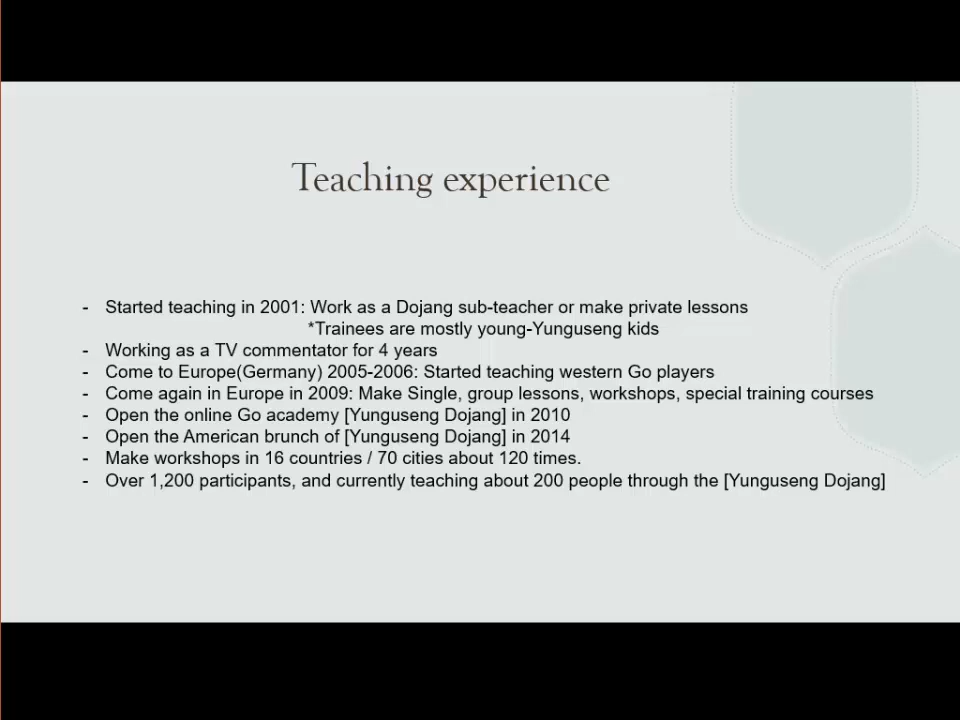 Teaching experience
- Started teaching in 2001: Work as a Dojang sub-teacher or make private lessons
*Trainees are mostly young-Yunguseng kids
- Working as a TV commentator for 4 years
- Come to Europe(Germany) 2005-2006: Started teaching western Go players
- Come again in Europe in 2009: Make Single, group lessons, workshops, special training courses
- Open the online Go academy [Yunguseng Dojang] in 2010
- Open the American brunch of [Yunguseng Dojang] in 2014
- Make workshops in 16 countries / 70 cities about 120 times.
- Over 1,200 participants, and currently teaching about 200 people through the [Yunguseng Dojang]